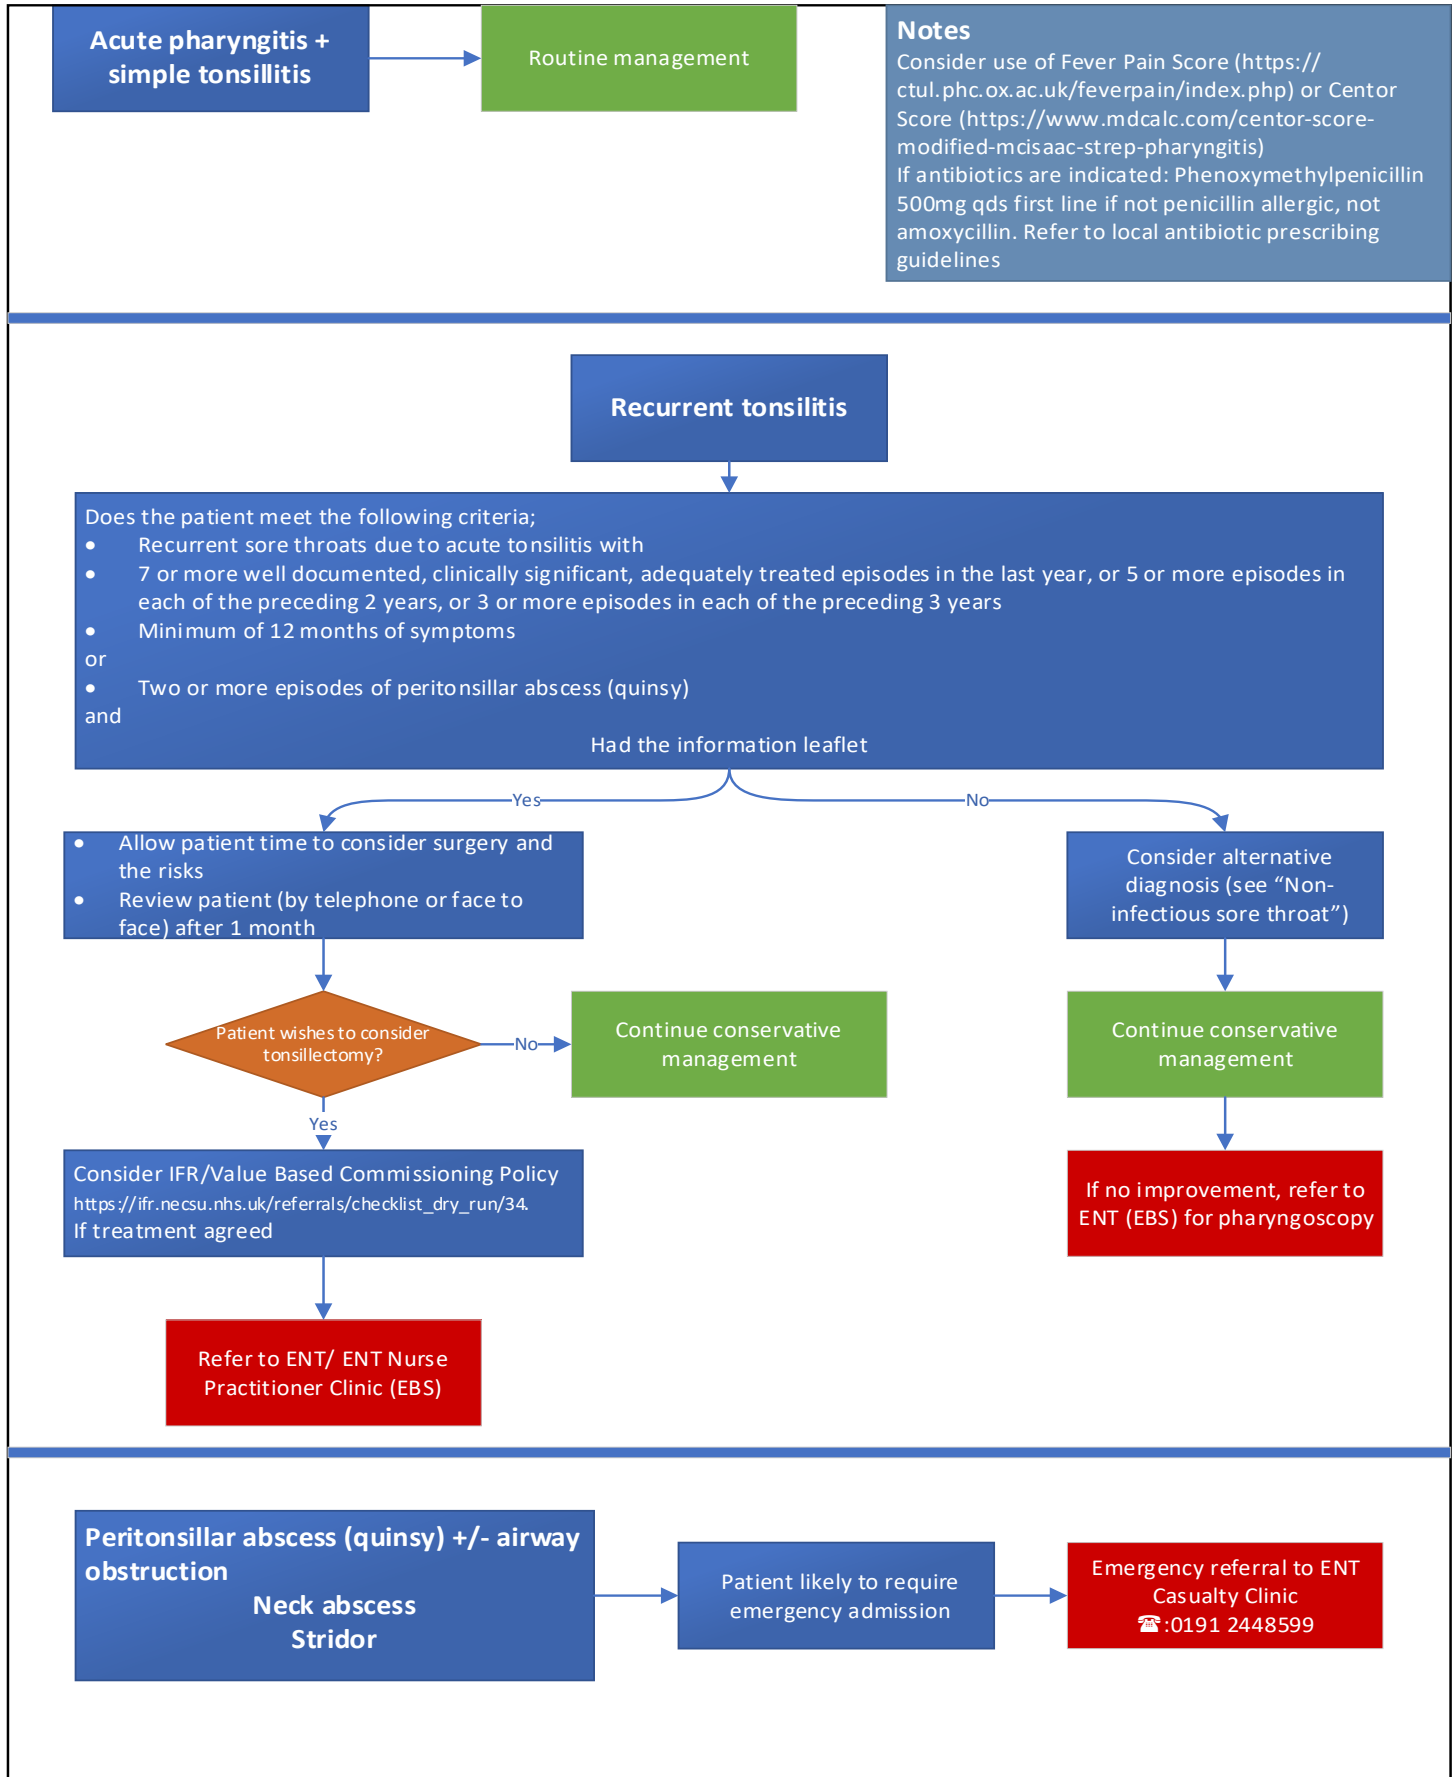 Acute pharyngitis +
simple tonsillitis
Routine management
Notes
Consider use of Fever Pain Score (https://
ctul.phc.ox.ac.uk/feverpain/index.php) or Centor
Score (https://www.mdcalc.com/centor-score-
modified-mcisaac-strep-pharyngitis)
If antibiotics are indicated: Phenoxymethylpenicillin
500mg qds first line if not penicillin allergic, not
amoxycillin. Refer to local antibiotic prescribing
guidelines
Recurrent tonsilitis
Does the patient meet the following criteria;
• Recurrent sore throats due to acute tonsilitis with
• 7 or more well documented, clinically significant, adequately treated episodes in the last year, or 5 or more episodes in
each of the preceding 2 years, or 3 or more episodes in each of the preceding 3 years
• Minimum of 12 months of symptoms
or
• Two or more episodes of peritonsillar abscess (quinsy)
and
Had the information leaflet
Yes
No
• Allow patient time to consider surgery and
the risks
• Review patient (by telephone or face to
face) after 1 month
Consider alternative
diagnosis (see “Non-
infectious sore throat”)
Patient wishes to consider
tonsillectomy?
No
Continue conservative
management
Continue conservative
management
Yes
Consider IFR/Value Based Commissioning Policy
https://ifr.necsu.nhs.uk/referrals/checklist_dry_run/34.
If treatment agreed
If no improvement, refer to
ENT (EBS) for pharyngoscopy
Refer to ENT/ ENT Nurse
Practitioner Clinic (EBS)
Peritonsillar abscess (quinsy) +/- airway
obstruction
Neck abscess
Stridor
Patient likely to require
emergency admission
Emergency referral to ENT
Casualty Clinic
☎:0191 2448599